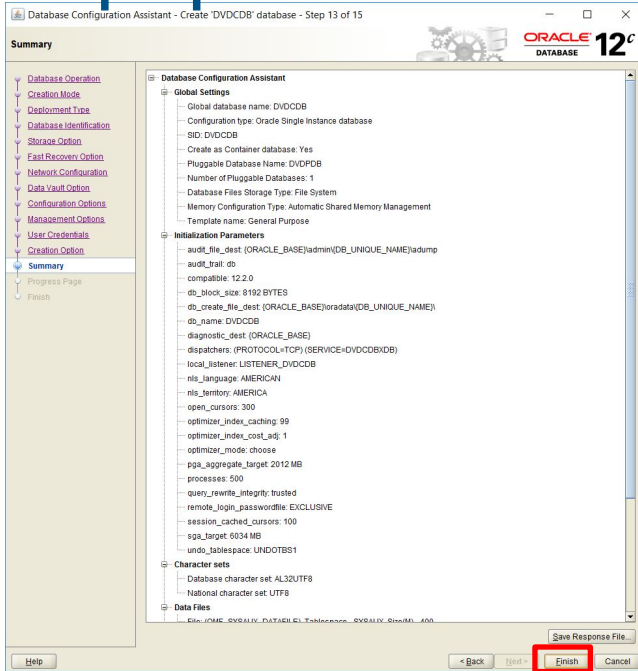 Database Configuration Assistant - Create 'DVDCDB' database - Step 13 of 15
Summary
ORACLE
DATABASE
12c
Database Operation
Creation Mode
Deployment Type
Database Identification
Storage Option
Fast Recovery Option
Network Configuration
Data Vault Option
Configuration Options
Management Options
User Credentials
Creation Option
Summary
Progress Page
Finish
Database Configuration Assistant
Global Settings
Global database name: DVDCDB
Configuration type: Oracle Single Instance database
SID: DVDCDB
Create as Container database: Yes
Pluggable Database Name: DVDPDB
Number of Pluggable Databases: 1
Database Files Storage Type: File System
Memory Configuration Type: Automatic Shared Memory Management
Template name: General Purpose
Initialization Parameters
audit_file_dest: {ORACLE_BASE}\admin\{DB_UNIQUE_NAME}\adump
audit_trail: db
compatible: 12.2.0
db_block_size: 8192 BYTES
db_create_file_dest: {ORACLE_BASE}\oradata\{DB_UNIQUE_NAME}\
db_name: DVDCDB
diagnostic_dest: {ORACLE_BASE}
dispatchers: (PROTOCOL=TCP) (SERVICE=DVDCDBXDB)
local_listener: LISTENER_DVDCDB
nls_language: AMERICAN
nls_territory: AMERICA
open_cursors: 300
optimizer_index_caching: 99
optimizer_index_cost_adj: 1
optimizer_mode: choose
pga_aggregate_target: 2012 MB
processes: 500
query_rewrite_integrity: trusted
remote_login_passwordfile: EXCLUSIVE
session_cached_cursors: 100
sga_target: 6034 MB
undo_tablespace: UNDOTBS1
Character sets
Database character set: AL32UTF8
National character set: UTF8
Data Files
Save Response File...
Help
< Back
Next >
Finish
Cancel